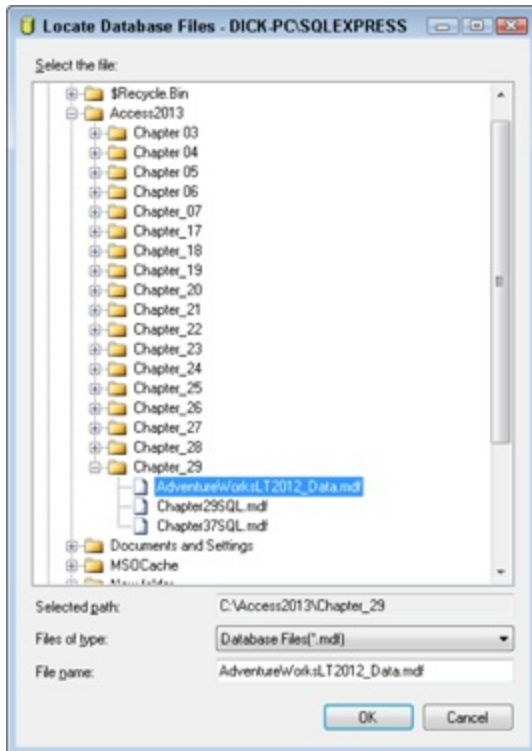 Locate Database Files - DICK-PC\SQLEXPRESS
Select the file:
$Recycle.Bin
Access2013
Chapter 03
Chapter 04
Chapter 05
Chapter 06
Chapter_07
Chapter_17
Chapter_18
Chapter_19
Chapter_20
Chapter_21
Chapter_22
Chapter_23
Chapter_24
Chapter_25
Chapter_26
Chapter_27
Chapter_28
Chapter_29
AdventureWorksLT2012_Data.mdf
Chapter29SQL.mdf
Chapter37SQL.mdf
Documents and Settings
MSOCache
New folder
Selected path: C:\Access2013\Chapter_29
Files of type: Database Files(*.mdf)
File name: AdventureWorksLT2012_Data.mdf
OK Cancel